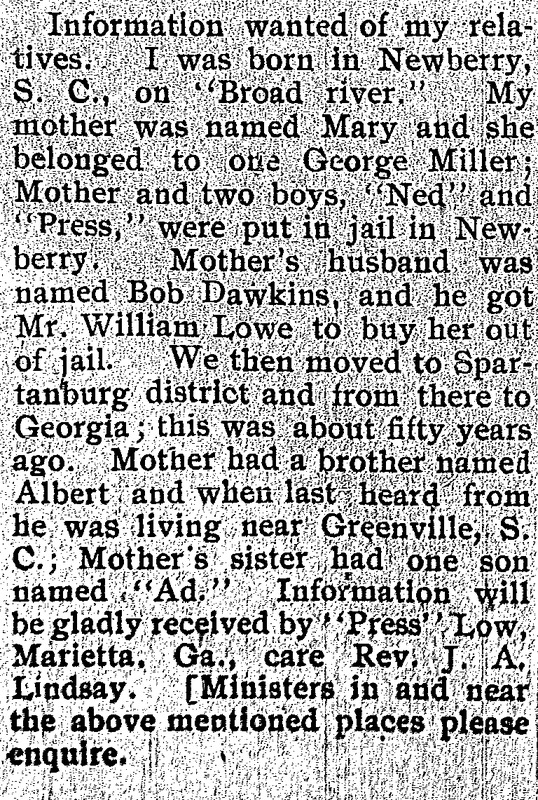 Information wanted of my rela-
tives. I was born in Newberry,
S. C., on "Broad river." My
mother was named Mary and she
belonged to one George Miller;
Mother and two boys, "Ned" and
"Press," were put in jail in New-
berry. Mother's husband was
named Bob Dawkins, and he got
Mr. William Lowe to buy her out
of jail. We then moved to Spar-
tanburg district and from there to
Georgia; this was about fifty years
ago. Mother had a brother named
Albert and when last heard from
he was living near Greenville, S.
C.; Mother's sister had one son
named "Ad." Information will
be gladly received by "Press" Low,
Marietta, Ga., care Rev. J. A.
Lindsay. [Ministers in and near
the above mentioned places please
enquire.